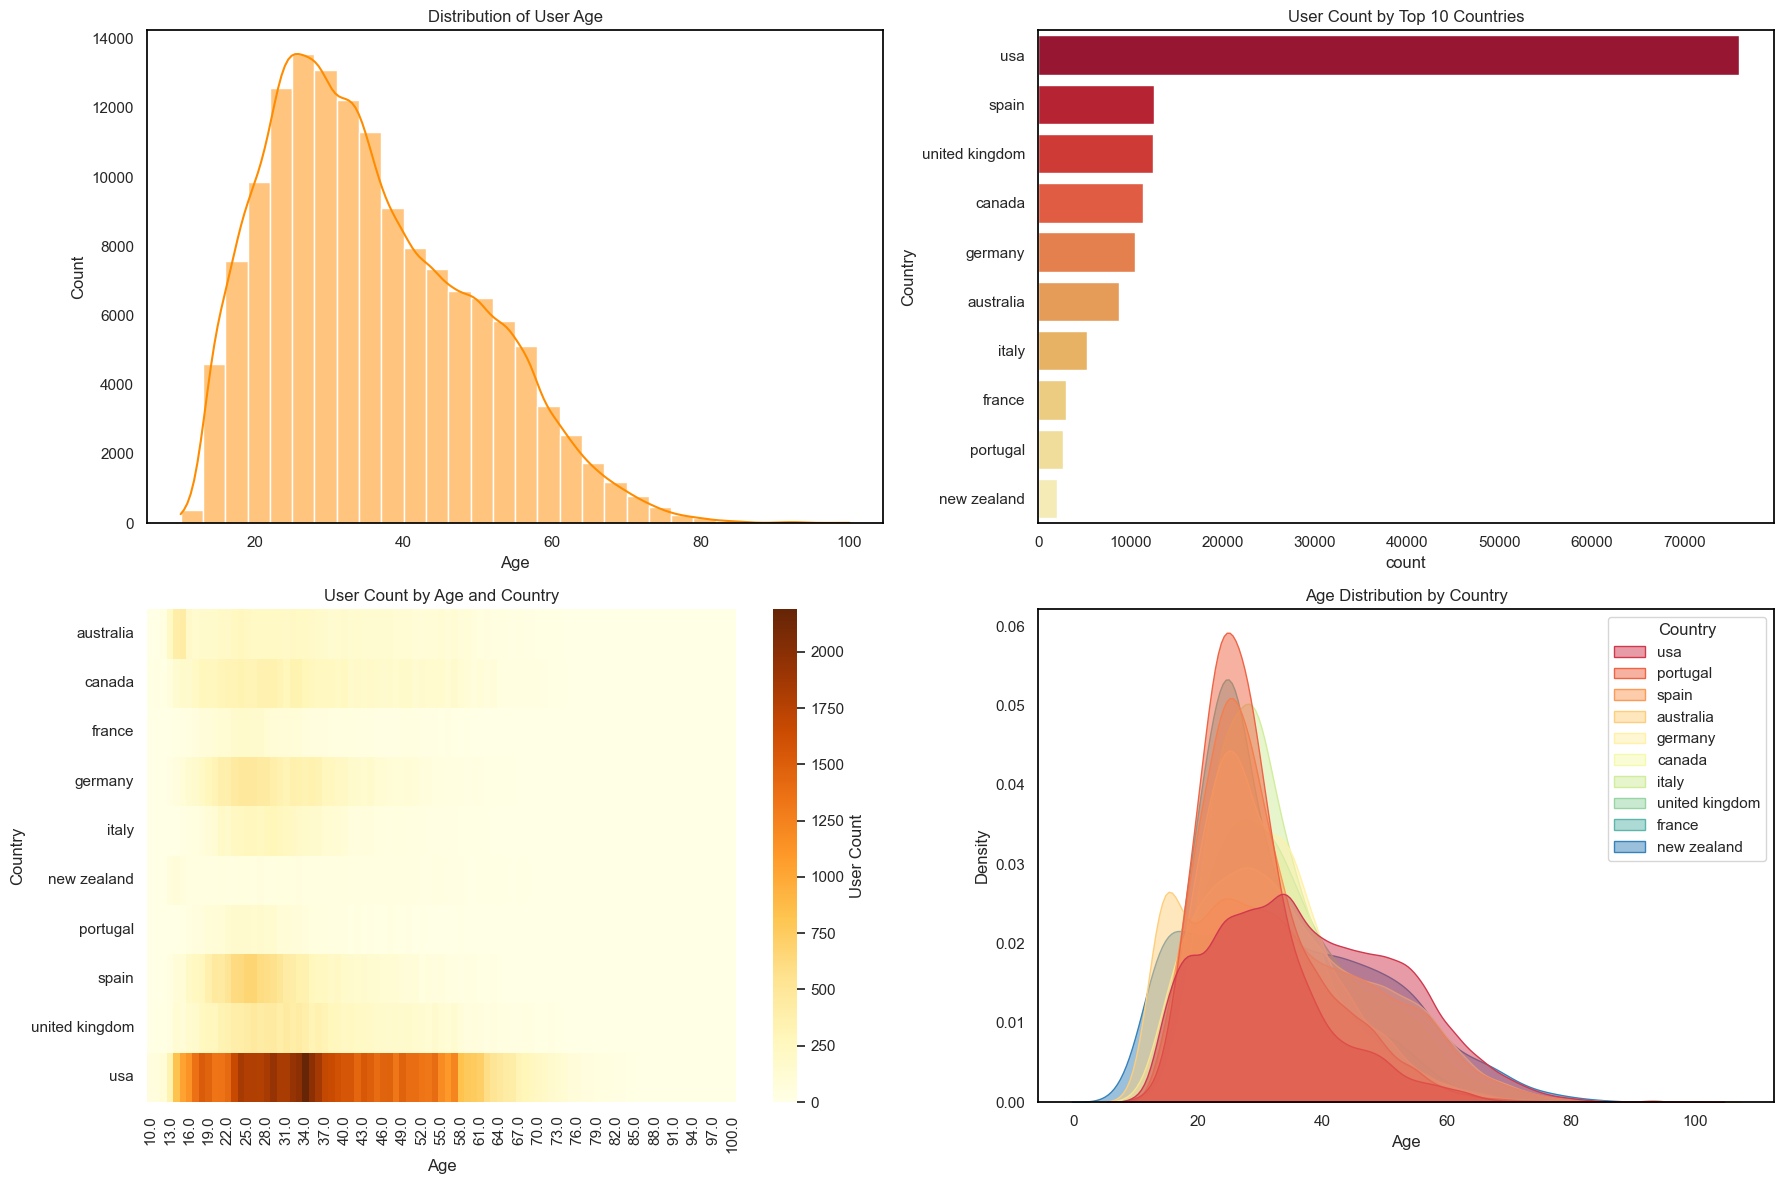 Distribution of User Age
14000
12000
10000
8000
6000
4000
2000
0
Count
20
40
60
80
100
Age
User Count by Top 10 Countries
usa
spain
united kingdom
canada
germany
australia
italy
france
portugal
new zealand
Country
0
10000
20000
30000
40000
50000
60000
70000
count
User Count by Age and Country
australia
canada
france
germany
italy
new zealand
portugal
spain
united kingdom
usa
Country
10.0
13.0
16.0
19.0
22.0
25.0
28.0
31.0
34.0
37.0
40.0
43.0
46.0
49.0
52.0
55.0
58.0
61.0
64.0
67.0
70.0
73.0
76.0
79.0
82.0
85.0
88.0
91.0
94.0
97.0
100.0
Age
2000
1750
1500
1250
1000
750
500
250
0
User Count
Age Distribution by Country
0.06
0.05
0.04
0.03
0.02
0.01
0.00
Density
0
20
40
60
80
100
Age
Country
usa
portugal
spain
australia
germany
canada
italy
united kingdom
france
new zealand